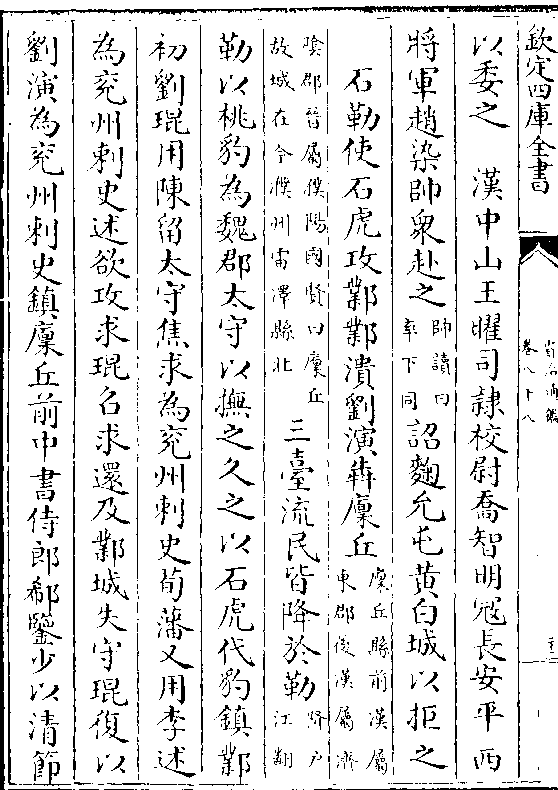 欽定四庫全書
資治通鑑
卷八十八
以委之　漢中山王曜司隸校尉喬智明冦長安平西
將軍趙染帥衆赴之帥讀曰率下同詔麴允屯黄白城以拒之
石勒使石虎攻鄴鄴潰劉演犇廩丘廩丘縣前漢屬東郡後漢屬濟
陰郡晉屬濮陽國賢曰廩丘故城在今濮州雷澤縣北三臺流民皆降於勒降户江翻
勒以桃豹為魏郡太守以撫之久之以石虎代豹鎮鄴
初劉琨用陳留太守焦求為兖州刺史荀藩又用李述
為兖州刺史述欲攻求琨召求還及鄴城失守琨復以
劉演為兖州刺史鎮廩丘前中書侍郎郗鑒少以清節